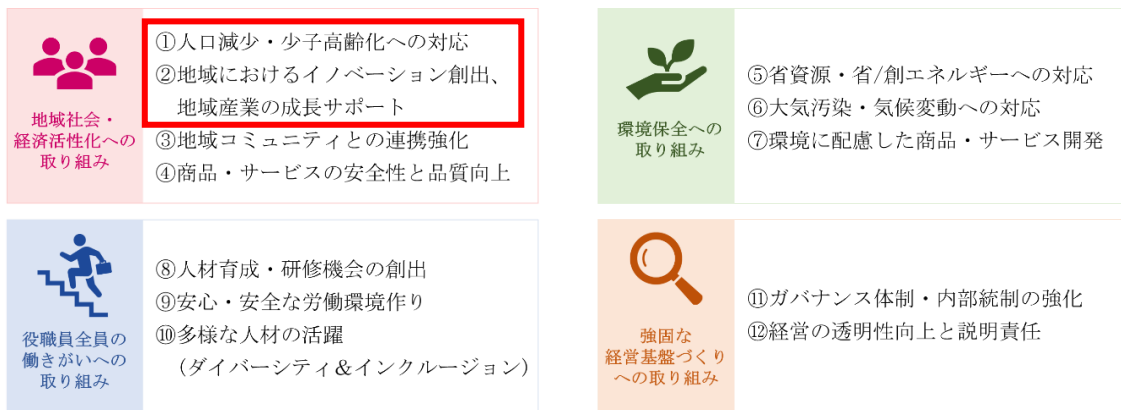 地域社会・
経済活性化への
取り組み
①人口減少・少子高齢化への対応
②地域におけるイノベーション創出、
地域産業の成長サポート
③地域コミュニティとの連携強化
④商品・サービスの安全性と品質向上
環境保全への
取り組み
⑤省資源・省/創エネルギーへの対応
⑥大気汚染・気候変動への対応
⑦環境に配慮した商品・サービス開発
役職員全員の
働きがいへの
取り組み
⑧人材育成・研修機会の創出
⑨安心・安全な労働環境作り
⑩多様な人材の活躍
（ダイバーシティ＆インクルージョン）
強固な
経営基盤づくり
への取り組み
⑪ガバナンス体制・内部統制の強化
⑫経営の透明性向上と説明責任